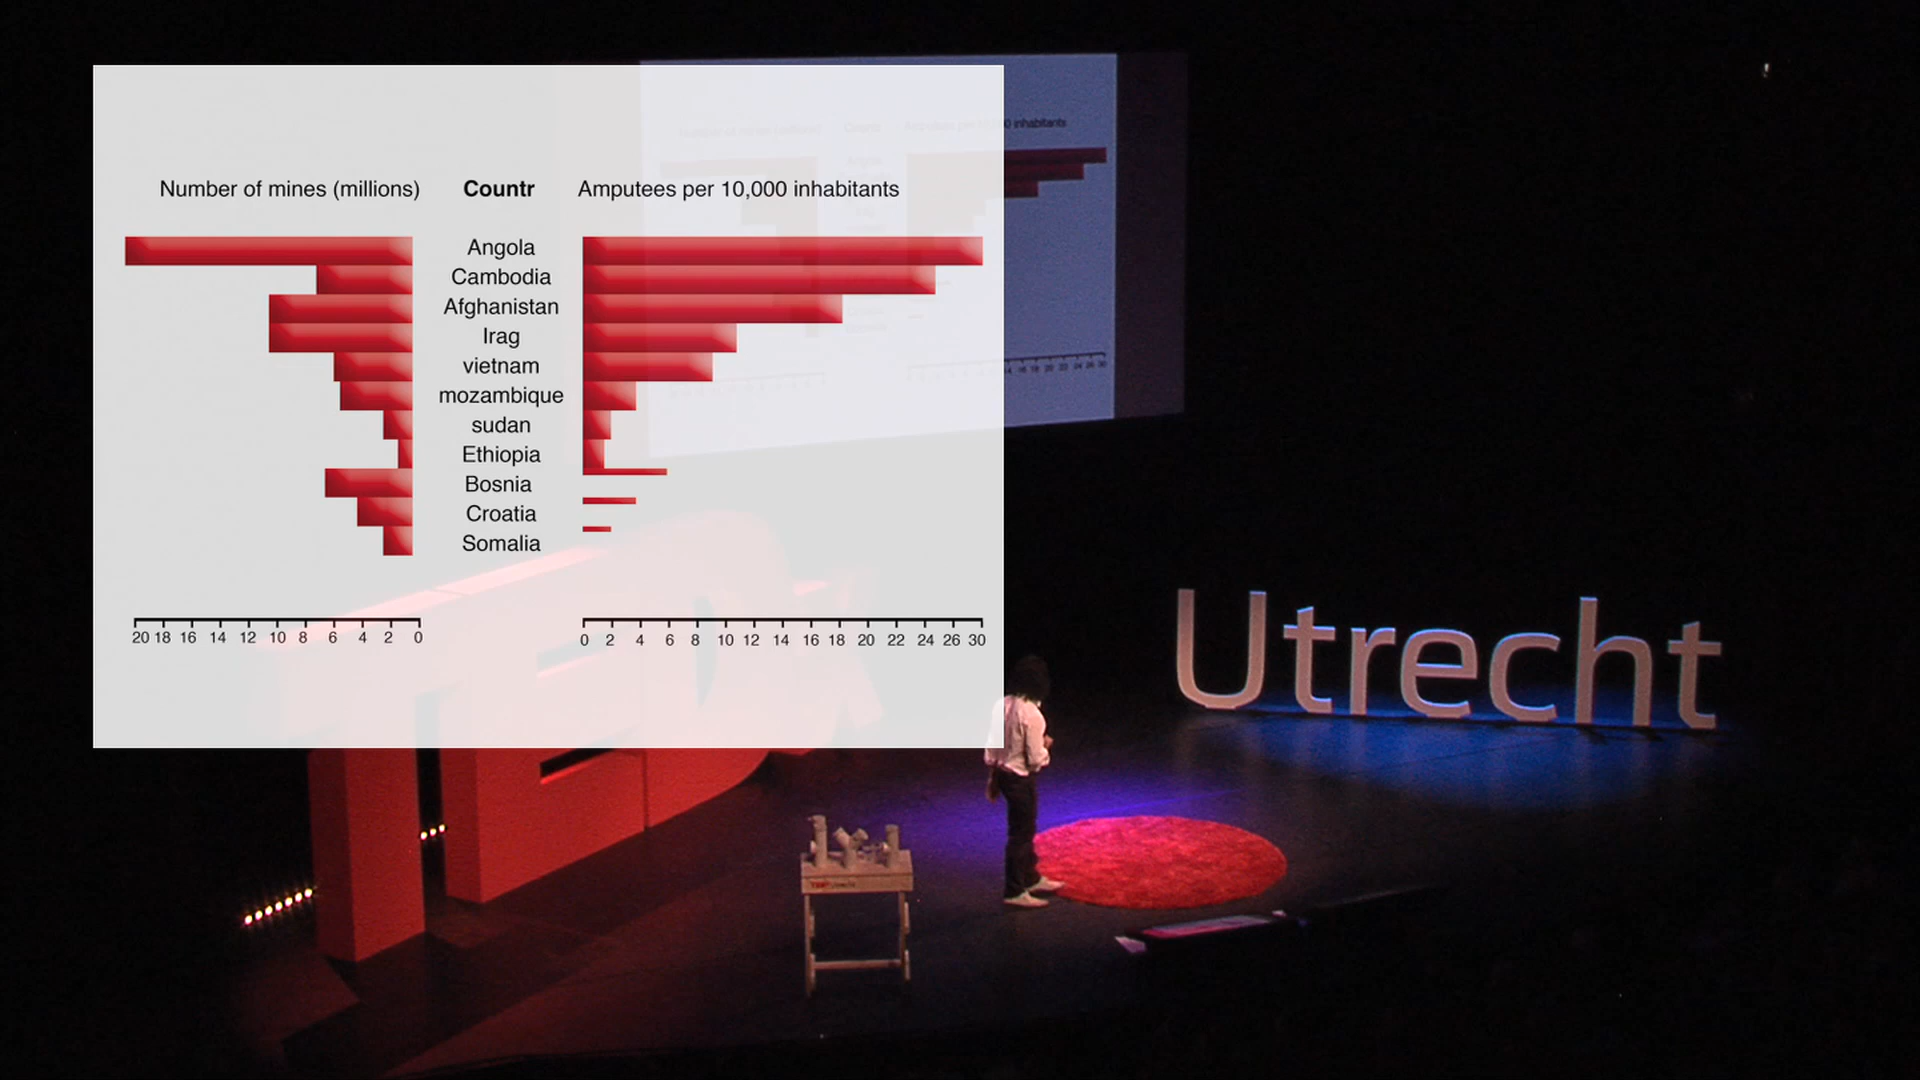 Number of mines (millions) Countr Amputees per 10,000 inhabitants
Angola
Cambodia
Afghanistan
Irag
vietnam
mozambique
sudan
Ethiopia
Bosnia
Croatia
Somalia
20 18 16 14 12 10 8 6 4 2 0
0 2 4 6 8 10 12 14 16 18 20 22 24 26 30
inhabitants
TED
Utrecht